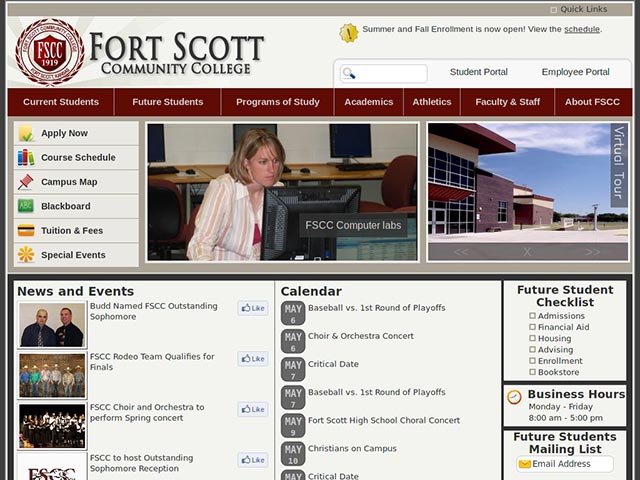 Quick Links
Summer and Fall Enrollment is now open! View the schedule.
FORT SCOTT COMMUNITY COLLEGE
FSCC
1919
FORT SCOTT, KANSAS
FORT SCOTT
COMMUNITY COLLEGE
Student Portal
Employee Portal
Current Students
Future Students
Programs of Study
Academics
Athletics
Faculty & Staff
About FSCC
Apply Now
Course Schedule
Campus Map
Blackboard
Tuition & Fees
Special Events
FSCC Computer labs
Virtual Tour
<< X >>
News and Events
Budd Named FSCC Outstanding
Sophomore
Like
FSCC Rodeo Team Qualifies for
Finals
Like
FSCC Choir and Orchestra to
perform Spring concert
Like
FSCC
FSCC to host Outstanding
Sophomore Reception
Like
Calendar
MAY
6
Baseball vs. 1st Round of Playoffs
MAY
6
Choir & Orchestra Concert
MAY
7
Critical Date
MAY
7
Baseball vs. 1st Round of Playoffs
MAY
9
Fort Scott High School Choral Concert
MAY
10
Christians on Campus
MAY
Critical Date
Future Student
Checklist
Admissions
Financial Aid
Housing
Advising
Enrollment
Bookstore
Business Hours
Monday - Friday
8:00 am - 5:00 pm
Future Students
Mailing List
Email Address